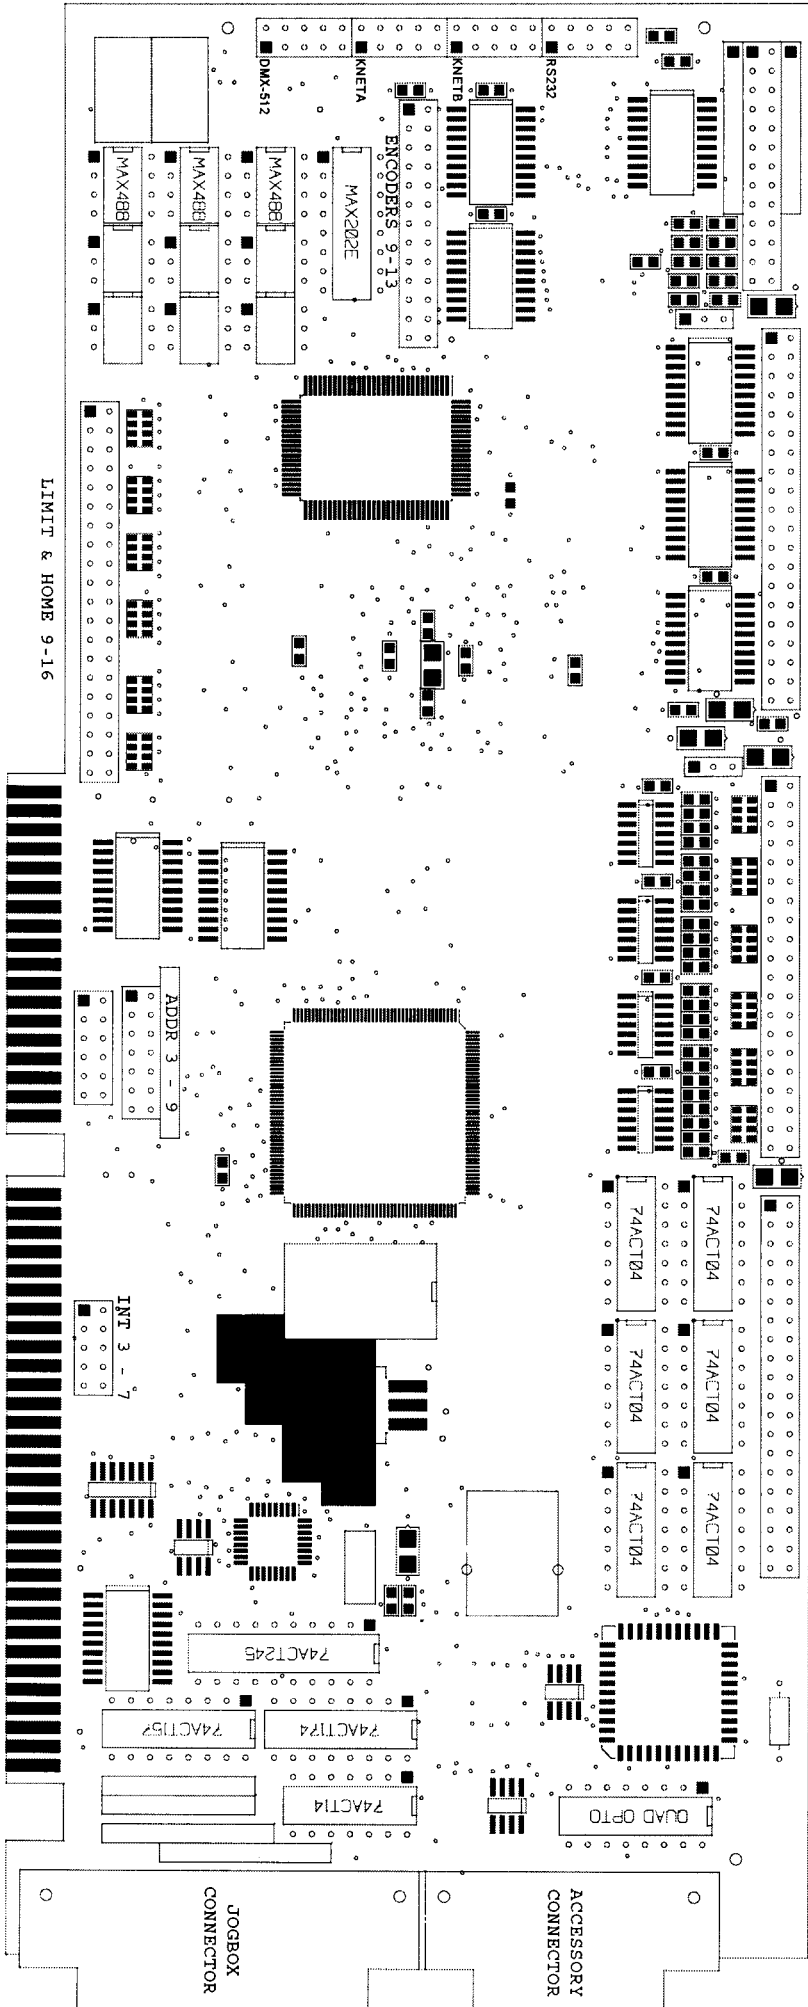 DMX-512
KNETA
KNETB
RS232
MAX488
MAX488
MAX488
MAX202E
ENCODERS 9-13
LIMIT & HOME 9-16
ADDR 3 - 9
INT 3 - 7
74ACT04
74ACT04
74ACT04
74ACT04
74ACT04
74ACT04
74ACT245
74ACT157
74ACT174
74ACT14
QUAD OPTO
JOGBOX
CONNECTOR
ACCESSORY
CONNECTOR